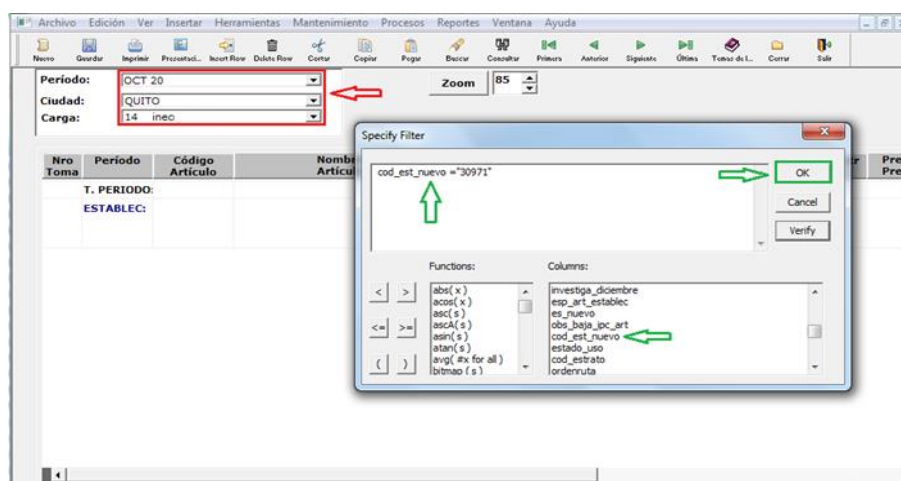 Archivo Edición Ver Insertar Herramientas Mantenimiento Procesos Reportes Ventana Ayuda
Nuevo Guardar Imprimir Presentaci... Insert Row Delete Row Cortar Copiar Pegar Buscar Consultar Primero Anterior Siguiente Último Temas de l... Cerrar Salir
Período: OCT 20
Zoom 85
Ciudad: QUITO
Carga: 14 ineo
Specify Filter
Nro Toma Período Código Artículo
T. PERIODO:
ESTABLEC:
cod_est_nuevo ="30971"
OK
Cancel
Verify
Functions: Columns:
< >
<= >=
( )
abs( x )
acos( x )
asc( s )
ascA( s )
asin( s )
atan( s )
avg( #x for all )
bitmap ( s )
investiga_diciembre
esp_art_establec
es_nuevo
obs_baja_ipc_art
cod_est_nuevo
estado_uso
cod_estrato
ordenruta